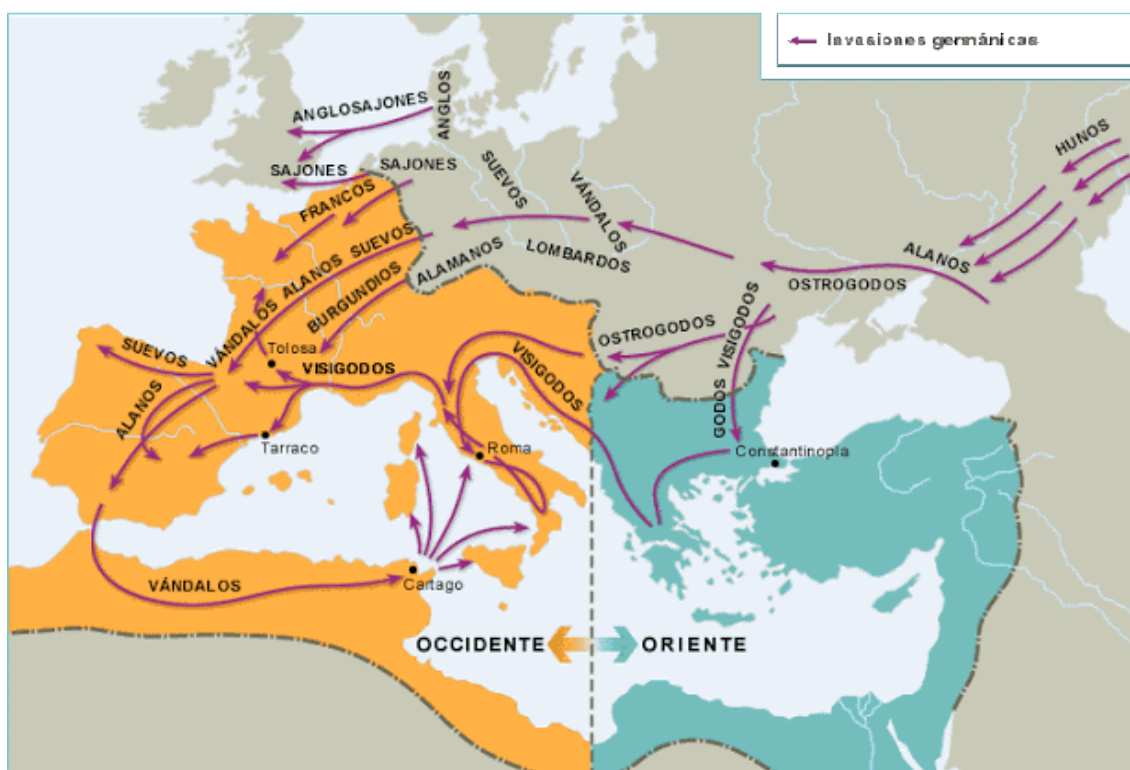 Invasiones germánicas
ANGLOSAJONES
ANGLOS
SAJONES
SAJONES
FRANCOS
SUEVOS
VÁNDALOS
HUNOS
LOMBARDOS
ALAMANOS
ALANOS
OSTROGODOS
VÁNDALOS ALANOS SUEVOS
BURGUNDIOS
OSTROGODOS
GODOS VISIGODOS
SUEVOS
Tolosa
VISIGODOS
VISIGODOS
ALANOS
Tarraco
Roma
Constantinopla
VÁNDALOS
Cartago
OCCIDENTE
ORIENTE